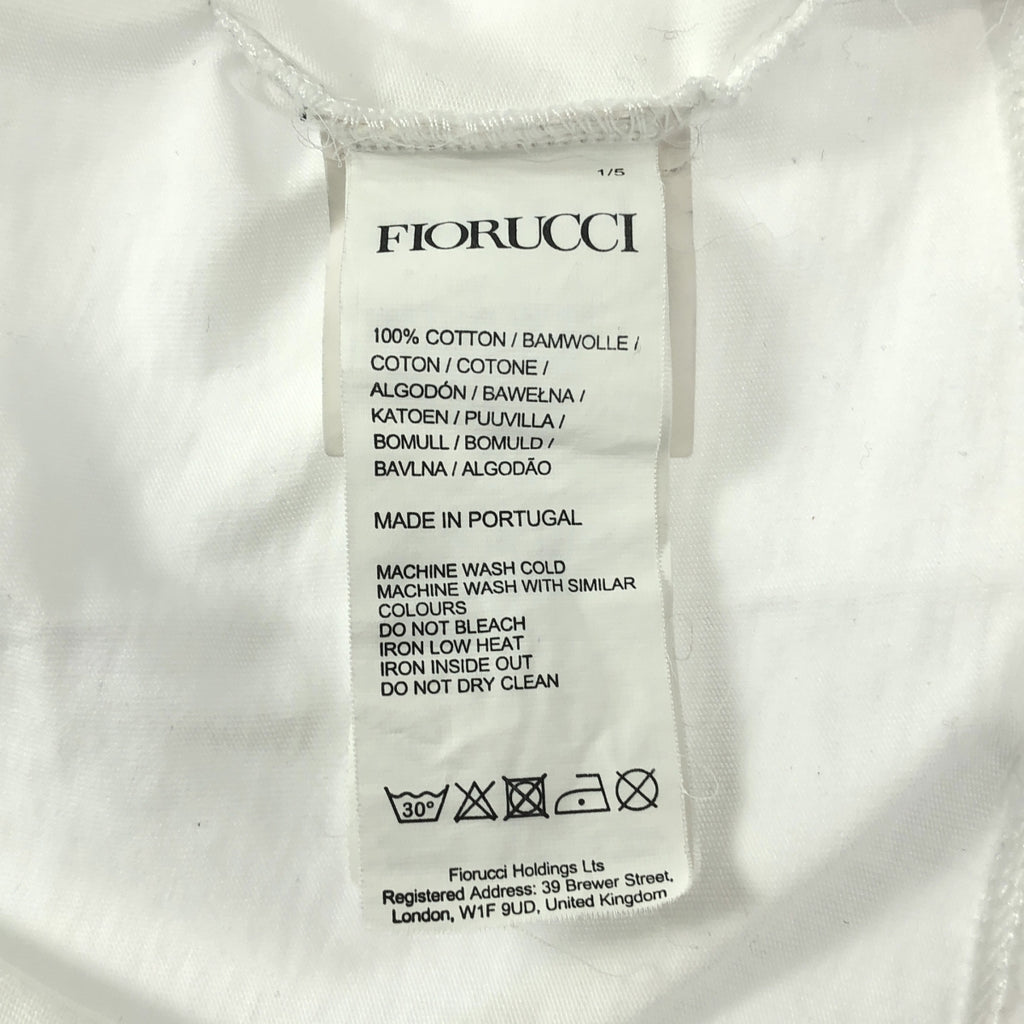 1/5
FIORUCCI
100% COTTON / BAMWOLLE /
COTON / COTONE /
ALGODÓN / BAWEŁNA /
KATOEN / PUUVILLA /
BOMULL / BOMULD /
BAVLNA / ALGODÃO
MADE IN PORTUGAL
MACHINE WASH COLD
MACHINE WASH WITH SIMILAR
COLOURS
DO NOT BLEACH
IRON LOW HEAT
IRON INSIDE OUT
DO NOT DRY CLEAN
30°
Fiorucci Holdings Lts
Registered Address: 39 Brewer Street,
London, W1F 9UD, United Kingdom